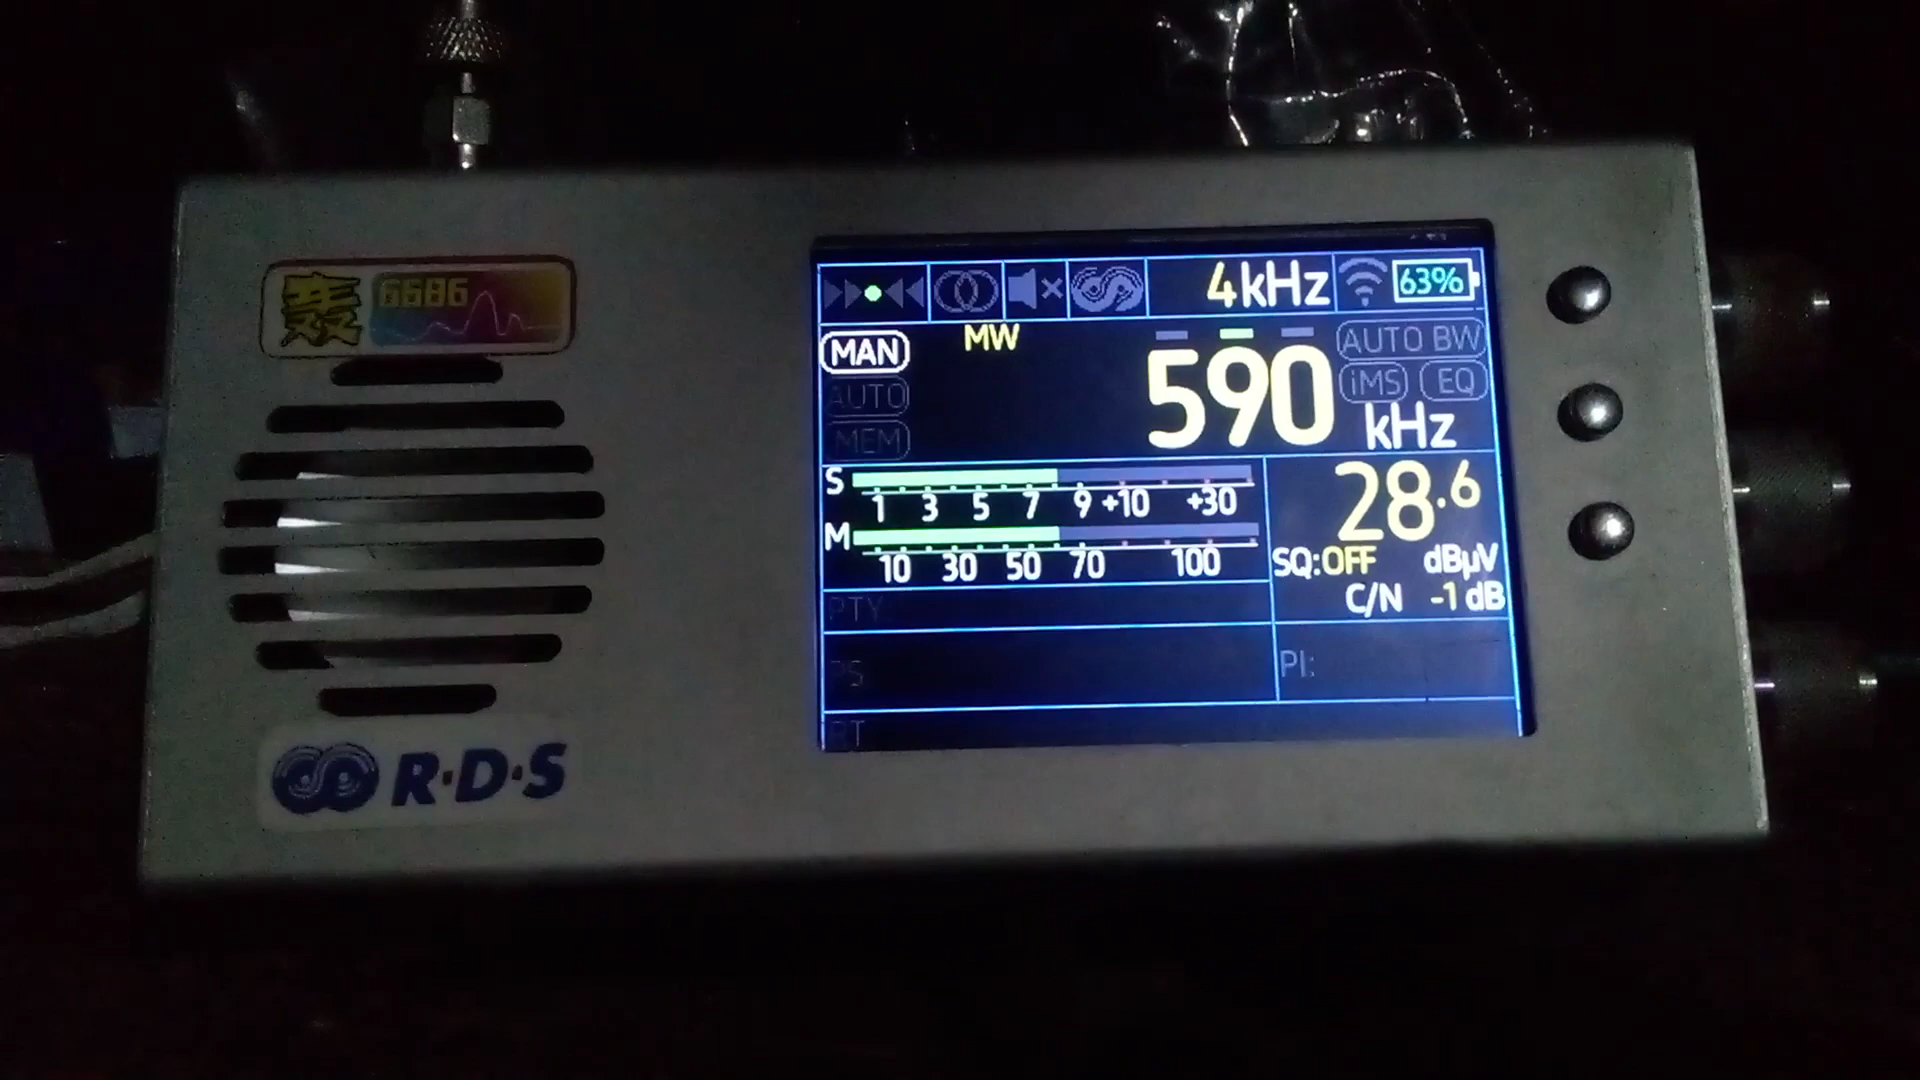 轰 6686
R·D·S
4kHz 63%
MAN MW AUTO BW
AUTO 590 iMS EQ
MEM kHz
S 28.6
1 3 5 7 9 +10 +30
M SQ:OFF dBµV
10 30 50 70 100
C/N -1 dB
PTY
PS PI:
RT